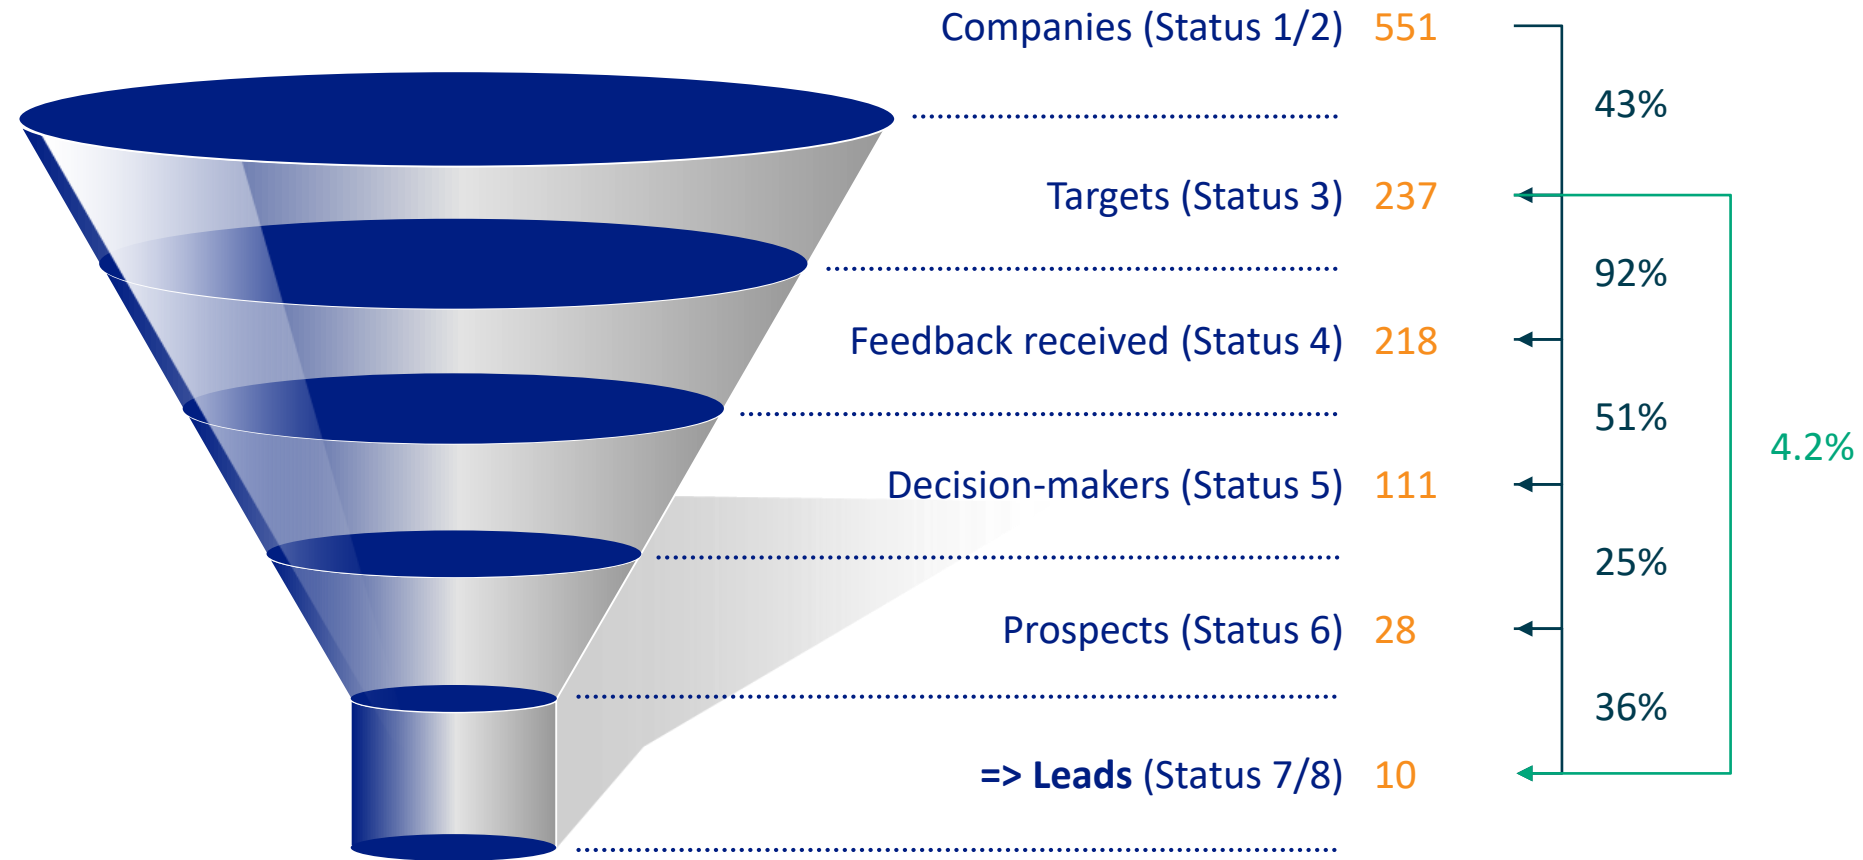 Companies (Status 1/2) 551
43%
Targets (Status 3) 237
92%
Feedback received (Status 4) 218
51%
4.2%
Decision-makers (Status 5) 111
25%
Prospects (Status 6) 28
36%
=> Leads (Status 7/8) 10